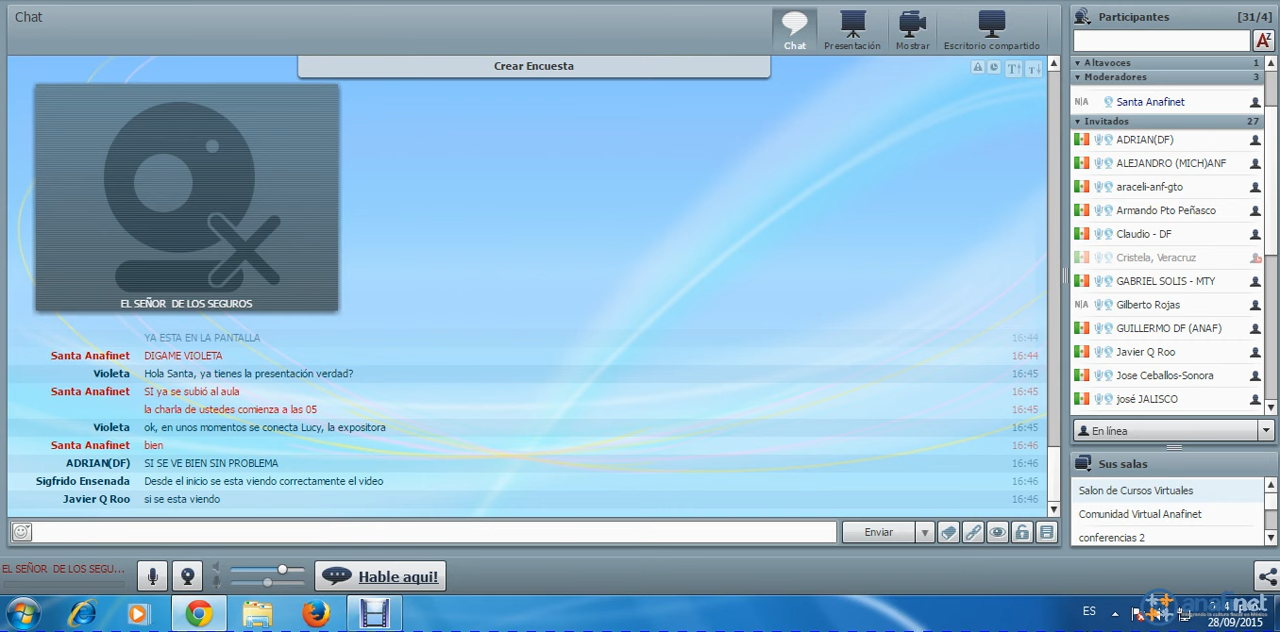 Chat
Chat
Presentación
Mostrar
Escritorio compartido
Crear Encuesta
EL SEÑOR DE LOS SEGUROS
YA ESTA EN LA PANTALLA 16:44
Santa Anafinet DIGAME VIOLETA 16:44
Violeta Hola Santa, ya tienes la presentación verdad? 16:45
Santa Anafinet SI ya se subió al aula 16:45
la charla de ustedes comienza a las 05 16:45
Violeta ok, en unos momentos se conecta Lucy, la expositora 16:45
Santa Anafinet bien 16:46
ADRIAN(DF) SI SE VE BIEN SIN PROBLEMA 16:46
Sigfrido Ensenada Desde el inicio se esta viendo correctamente el vídeo 16:46
Javier Q Roo si se esta viendo 16:46
Enviar
EL SEÑOR DE LOS SEGU...
Hable aqui!
Participantes [31/4]
Altavoces 1
Moderadores 3
N|A Santa Anafinet
Invitados 27
ADRIAN(DF)
ALEJANDRO (MICH)ANF
araceli-anf-gto
Armando Pto Peñasco
Claudio - DF
Cristela, Veracruz
GABRIEL SOLIS - MTY
N|A Gilberto Rojas
GUILLERMO DF (ANAF)
Javier Q Roo
Jose Ceballos-Sonora
josé JALISCO
En línea
Sus salas
Salon de Cursos Virtuales
Comunidad Virtual Anafinet
conferencias 2
ES
anafinet
28/09/2015